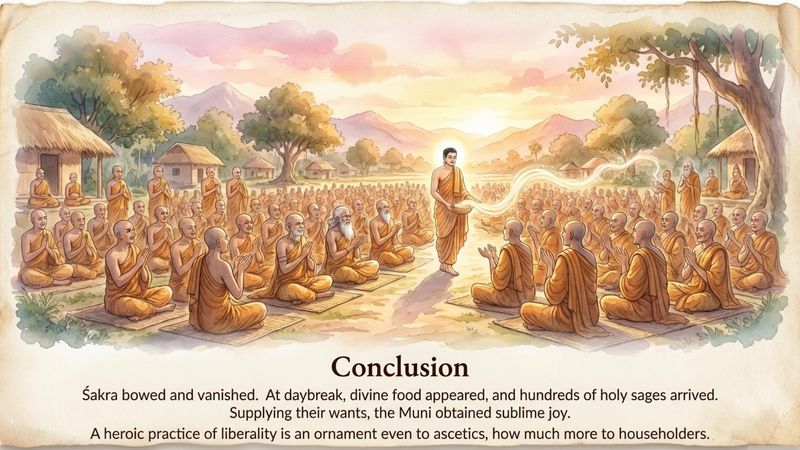 Conclusion
Śakra bowed and vanished.  At daybreak, divine food appeared, and hundreds of holy sages arrived.
Supplying their wants, the Muni obtained sublime joy.
A heroic practice of liberality is an ornament even to ascetics, how much more to householders.